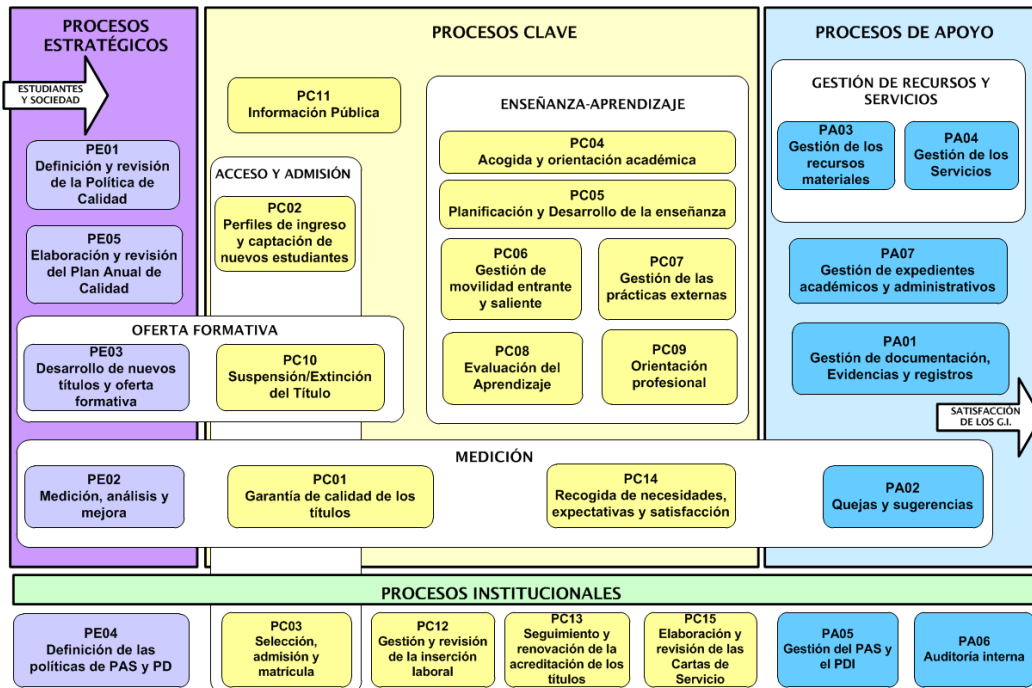 PROCESOS
ESTRATÉGICOS
ESTUDIANTES
Y SOCIEDAD
PE01
Definición y revisión
de la Política de
Calidad
PE05
Elaboración y revisión
del Plan Anual de
Calidad
PROCESOS CLAVE
PC11
Información Pública
ACCESO Y ADMISIÓN
PC02
Perfiles de ingreso
y captación de
nuevos estudiantes
ENSEÑANZA-APRENDIZAJE
PC04
Acogida y orientación académica
PC05
Planificación y Desarrollo de la enseñanza
PC06
Gestión de
movilidad entrante
y saliente
PC07
Gestión de las
prácticas externas
PC08
Evaluación del
Aprendizaje
PC09
Orientación
profesional
OFERTA FORMATIVA
PE03
Desarrollo de nuevos
títulos y oferta
formativa
PC10
Suspensión/Extinción
del Título
PROCESOS DE APOYO
GESTIÓN DE RECURSOS Y
SERVICIOS
PA03
Gestión de los
recursos
materiales
PA04
Gestión de los
Servicios
PA07
Gestión de expedientes
académicos y administrativos
PA01
Gestión de documentación,
Evidencias y registros
SATISFACCIÓN
DE LOS G.I.
MEDICIÓN
PE02
Medición, análisis y
mejora
PC01
Garantía de calidad de los
títulos
PC14
Recogida de necesidades,
expectativas y satisfacción
PA02
Quejas y sugerencias
PROCESOS INSTITUCIONALES
PE04
Definición de las
políticas de PAS y PD
PC03
Selección,
admisión y
matrícula
PC12
Gestión y revisión
de la inserción
laboral
PC13
Seguimiento y
renovación de la
acreditación de los
títulos
PC15
Elaboración y
revisión de las
Cartas de
Servicio
PA05
Gestión del PAS y
el PDI
PA06
Auditoría interna